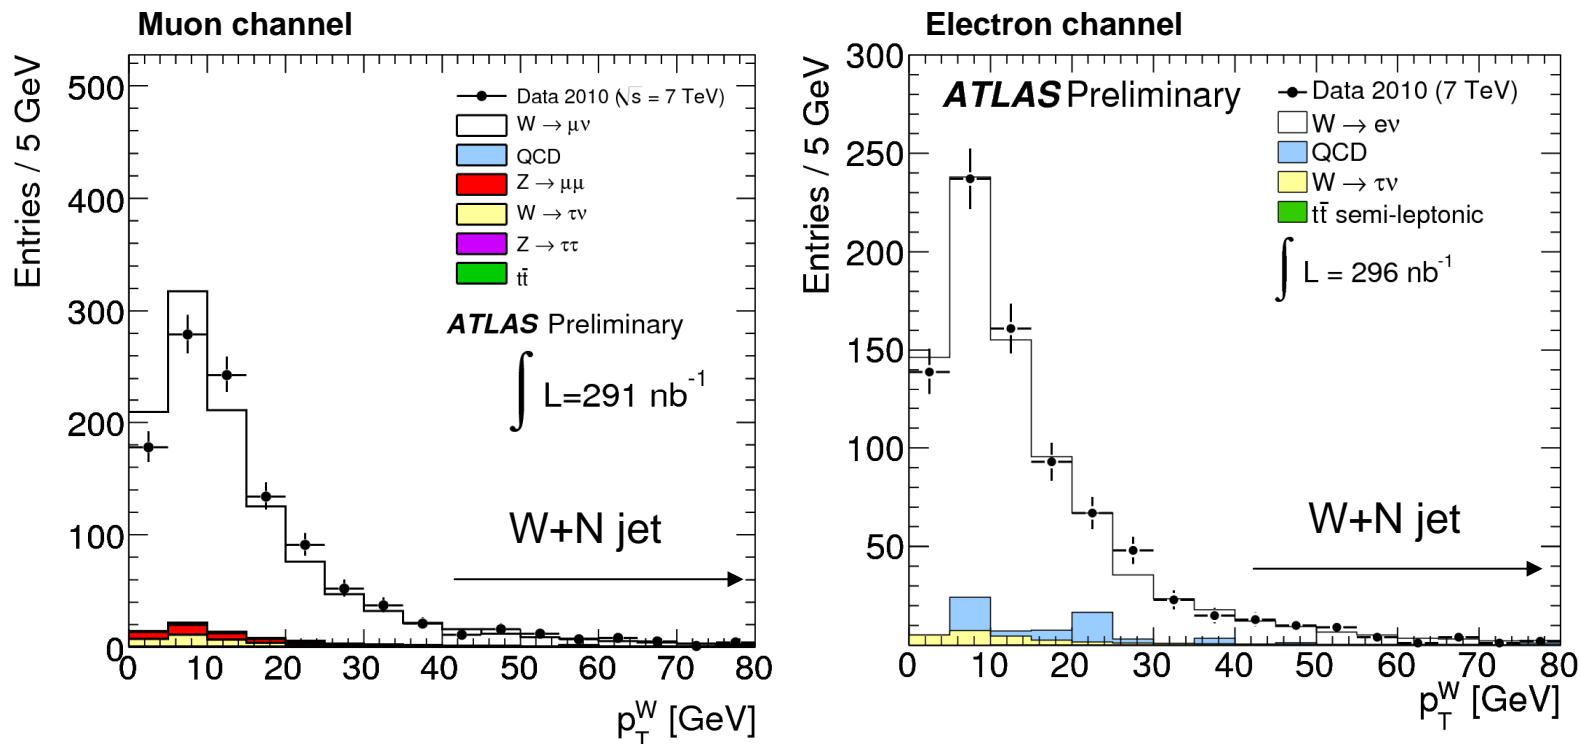 Muon channel
Entries / 5 GeV
500
400
300
200
100
0
Data 2010 (√s = 7 TeV)
W → μν
QCD
Z → μμ
W → τν
Z → ττ
tt̄
ATLAS Preliminary
∫ L=291 nb⁻¹
W+N jet
0 10 20 30 40 50 60 70 80
p_T^W [GeV]
Electron channel
Entries / 5 GeV
300
250
200
150
100
50
ATLAS Preliminary
Data 2010 (7 TeV)
W → eν
QCD
W → τν
tt̄ semi-leptonic
∫ L = 296 nb⁻¹
W+N jet
0 10 20 30 40 50 60 70 80
p_T^W [GeV]